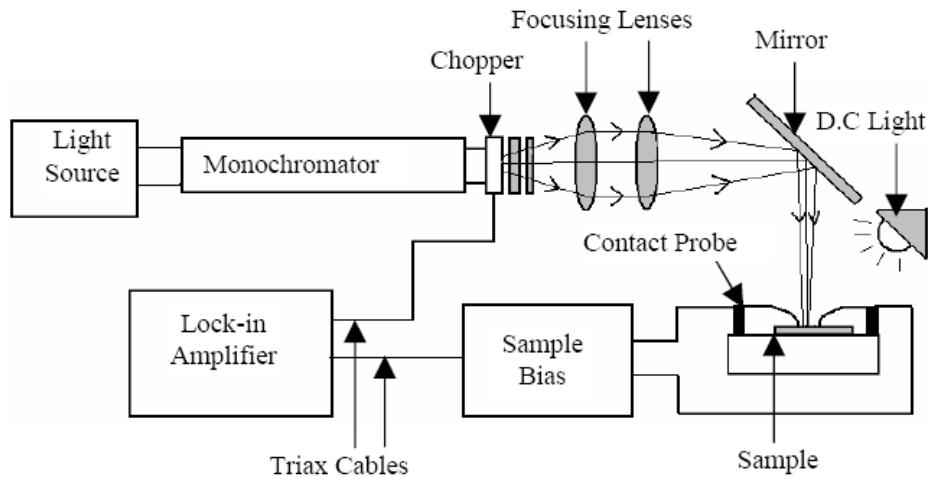 Focusing Lenses
Mirror
Chopper
D.C Light
Light
Source
Monochromator
Contact Probe
Lock-in
Amplifier
Sample
Bias
Triax Cables
Sample